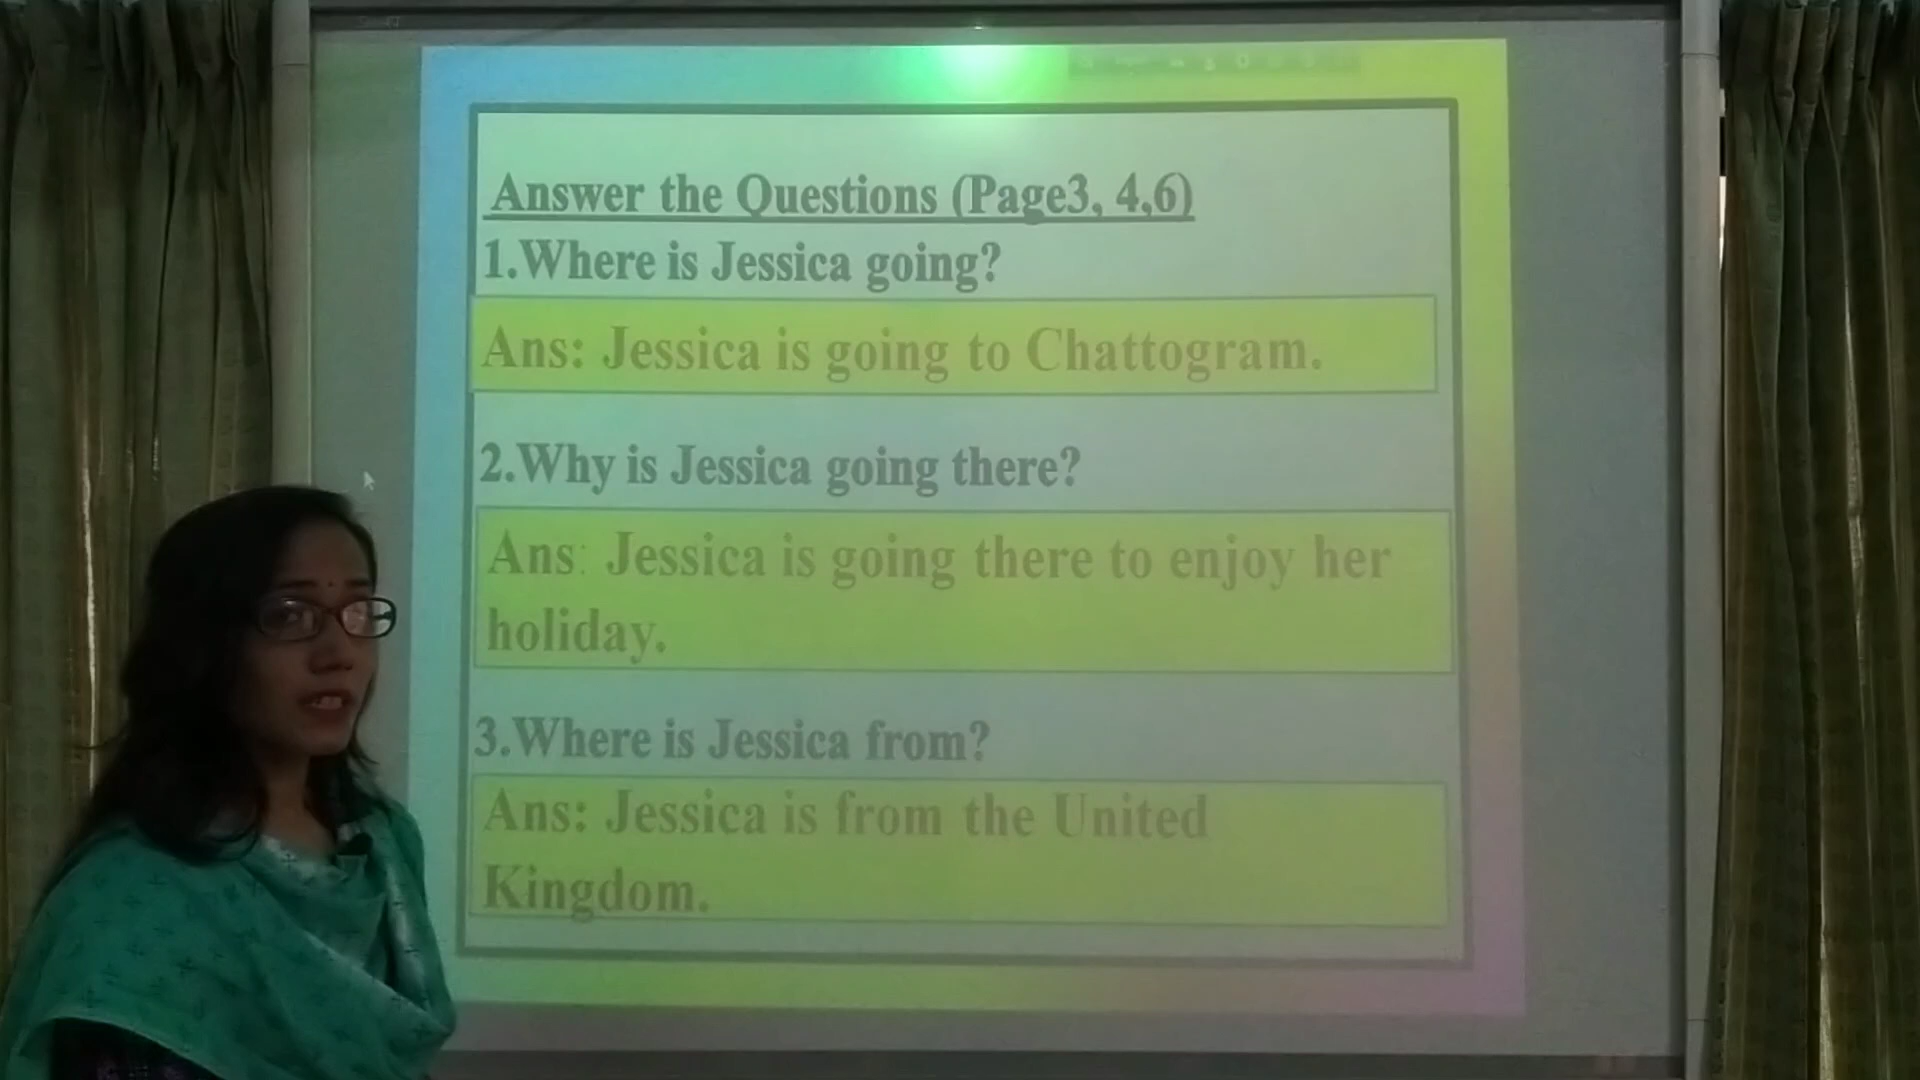 Answer the Questions (Page3, 4,6)
1.Where is Jessica going?
Ans: Jessica is going to Chattogram.
2.Why is Jessica going there?
Ans: Jessica is going there to enjoy her
holiday.
3.Where is Jessica from?
Ans: Jessica is from the United
Kingdom.